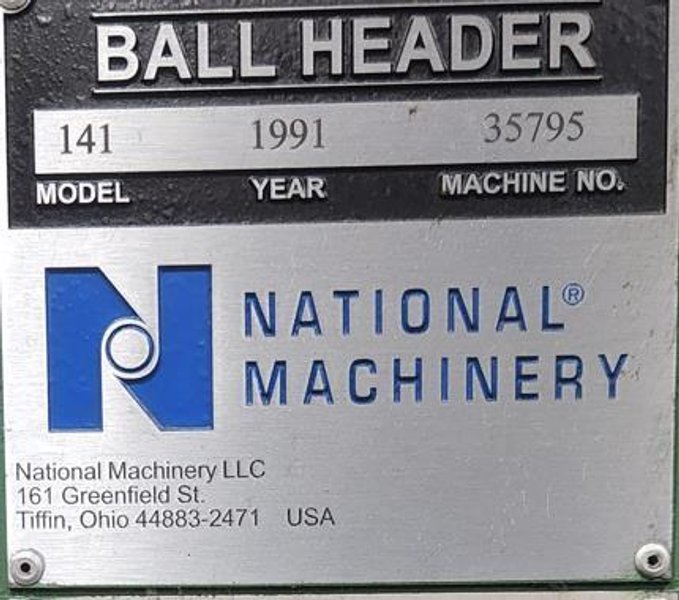 BALL HEADER
141 1991 35795
MODEL YEAR MACHINE NO.
NATIONAL®
MACHINERY
National Machinery LLC
161 Greenfield St.
Tiffin, Ohio 44883-2471 USA